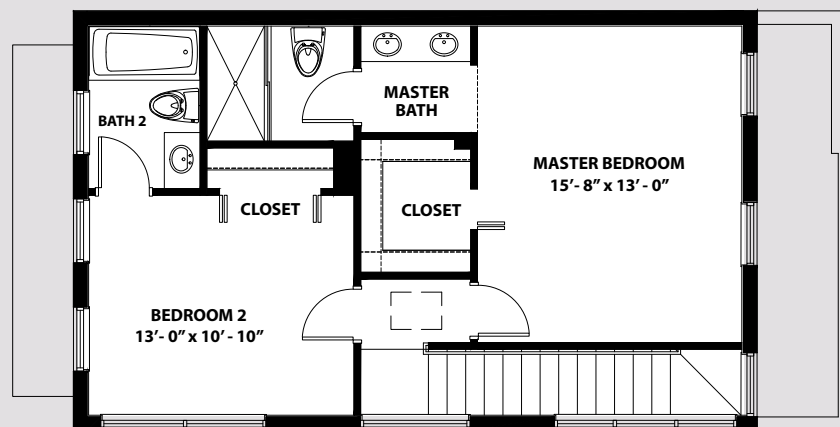 MASTER
BATH
BATH 2
MASTER BEDROOM
15'- 8” x 13' - 0”
CLOSET
CLOSET
BEDROOM 2
13'- 0” x 10' - 10”